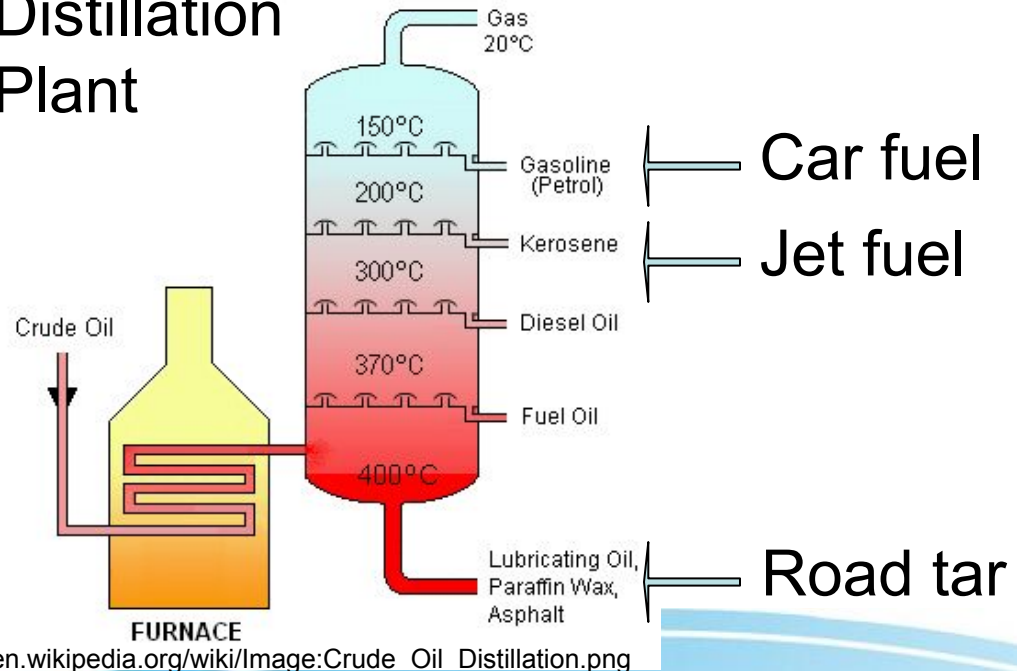 Distillation
Plant
Gas
20°C
150°C
Gasoline
(Petrol)
Car fuel
200°C
Kerosene
Jet fuel
300°C
Crude Oil
Diesel Oil
370°C
Fuel Oil
400°C
Lubricating Oil,
Paraffin Wax,
Asphalt
Road tar
FURNACE
en.wikipedia.org/wiki/Image:Crude_Oil_Distillation.png